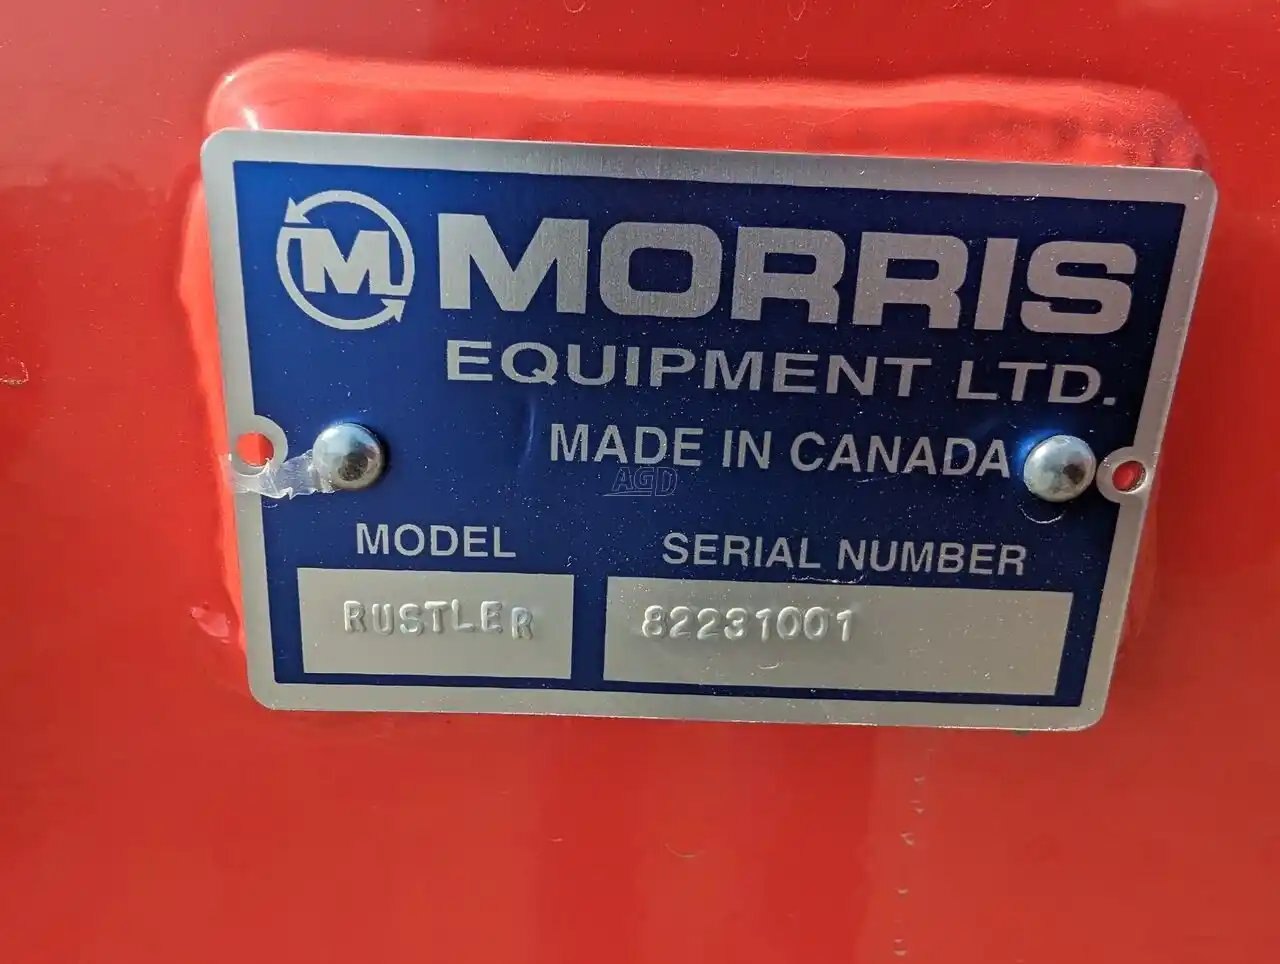 M MORRIS
EQUIPMENT LTD.
MADE IN CANADA
AGD
MODEL SERIAL NUMBER
RUSTLER 82231001